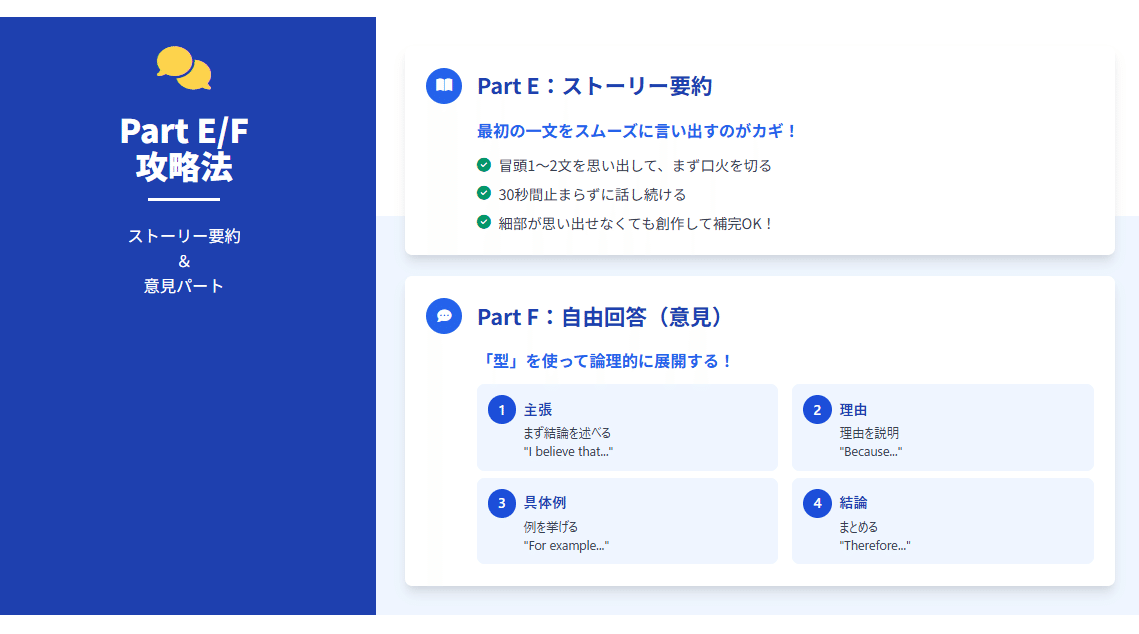 Part E/F
攻略法
ストーリー要約
&
意見パート
Part E：ストーリー要約
最初の一文をスムーズに言い出すのがカギ！
冒頭1〜2文を思い出して、まず口火を切る
30秒間止まらずに話し続ける
細部が思い出せなくても創作して補完OK！
Part F：自由回答（意見）
「型」を使って論理的に展開する！
1 主張
まず結論を述べる
"I believe that..."
2 理由
理由を説明
"Because..."
3 具体例
例を挙げる
"For example..."
4 結論
まとめる
"Therefore..."